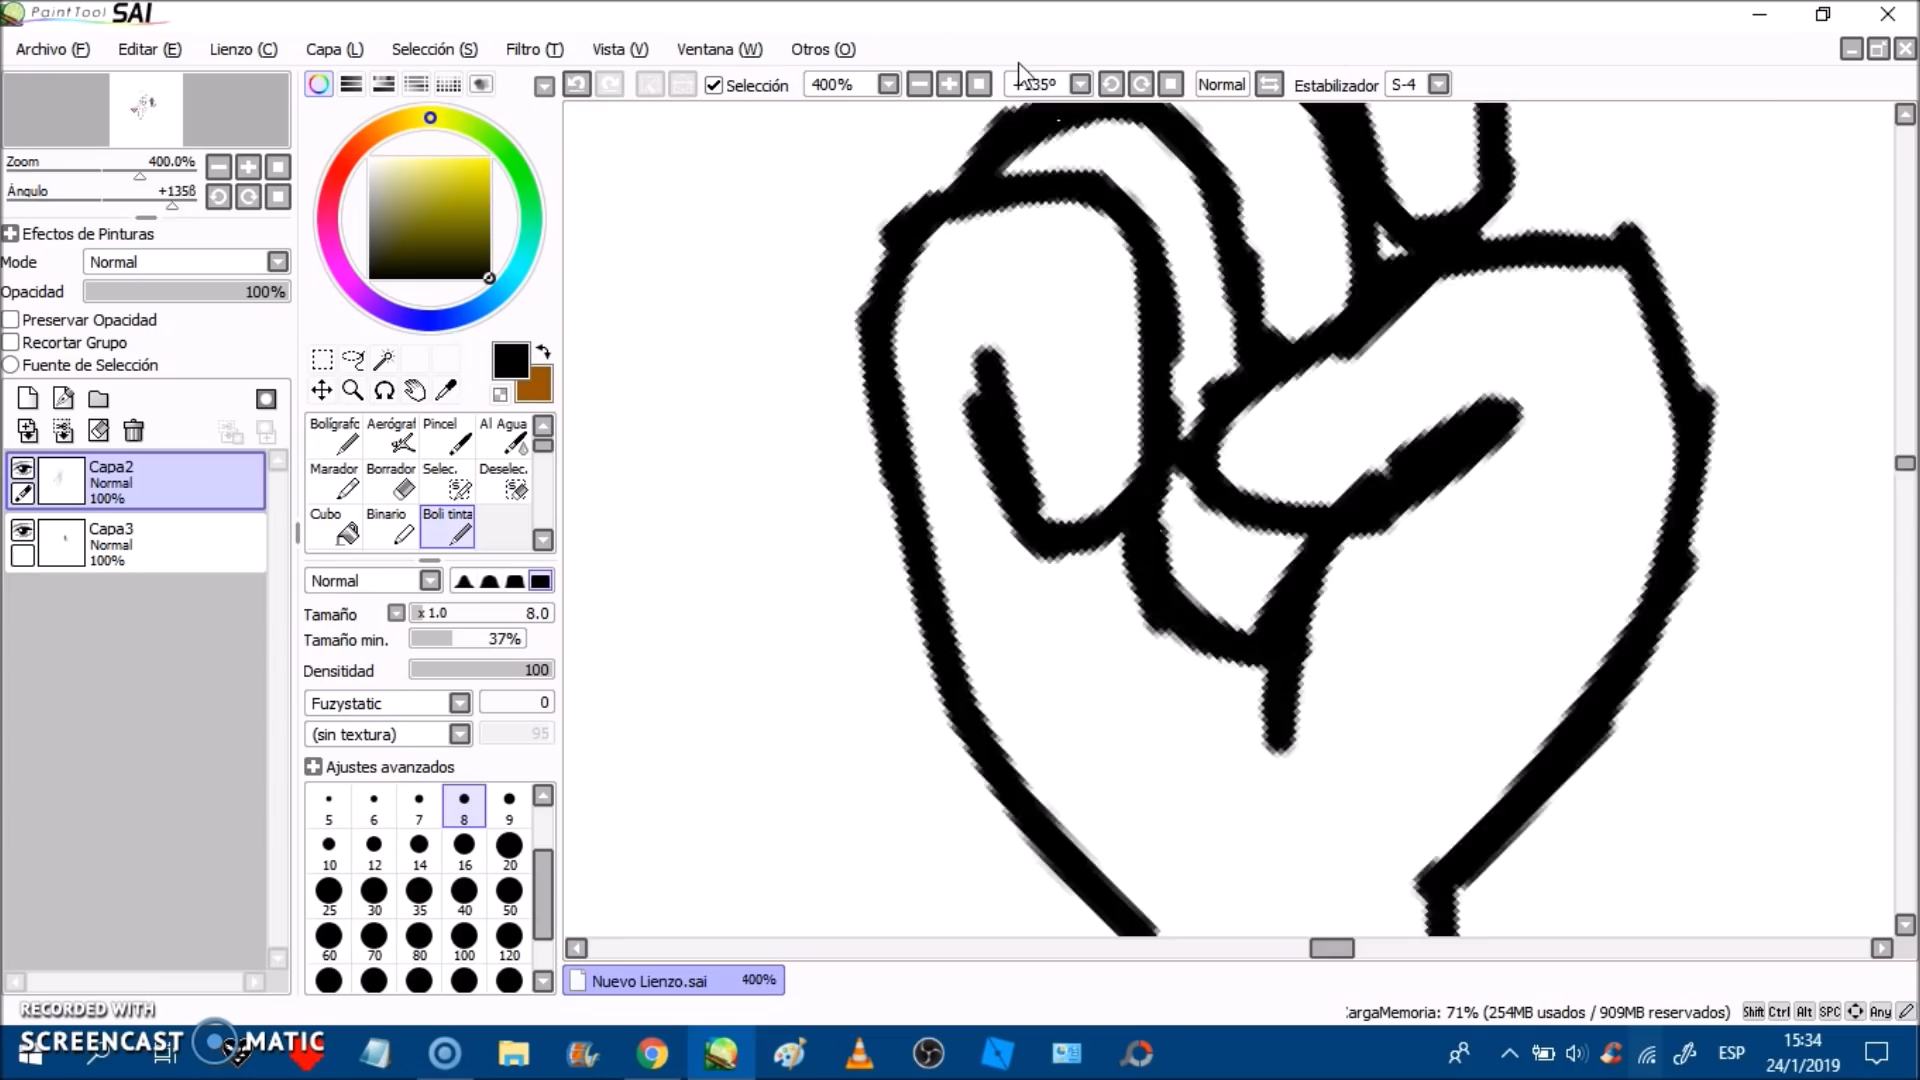 PaintTool SAI
Archivo (F) Editar (E) Lienzo (C) Capa (L) Selección (S) Filtro (T) Vista (V) Ventana (W) Otros (O)
Selección 400% Normal Estabilizador S-4
Zoom 400.0%
Àngulo +135ß
Efectos de Pinturas
Mode Normal
Opacidad 100%
Preservar Opacidad
Recortar Grupo
Fuente de Selección
Capa2
Normal
100%
Capa3
Normal
100%
Bolígrafo Aerógraf Pincel Al Agua
Marador Borrador Selec. Deselec.
Cubo Binario Boli tinta
Normal
Tamaño x 1.0 8.0
Tamaño min. 37%
Densitidad 100
Fuzystatic 0
(sin textura) 95
Ajustes avanzados
5 6 7 8 9
10 12 14 16 20
25 30 35 40 50
60 70 80 100 120
Nuevo Lienzo.sai 400%
argaMemoria: 71% (254MB usados / 909MB reservados) Shift Ctrl Alt SPC Any
RECORDED WITH
SCREENCAST MATIC
ESP
15:34
24/1/2019